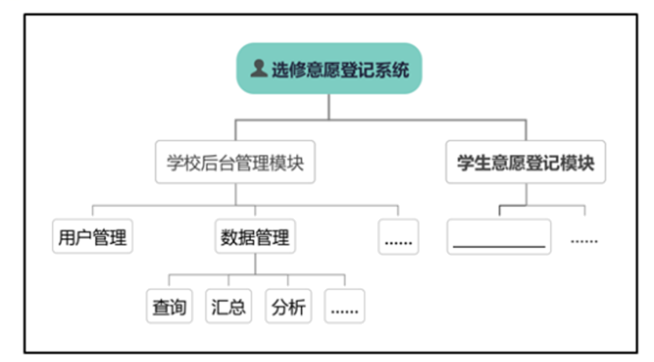 选修意愿登记系统
学校后台管理模块
学生意愿登记模块
用户管理
数据管理
......
______
......
查询
汇总
分析
......